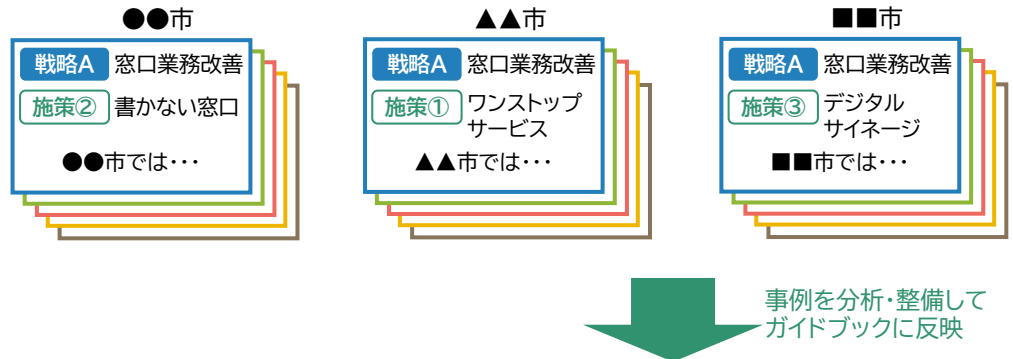 ●●市
戦略A 窓口業務改善
施策② 書かない窓口
●●市では･･･
▲▲市
戦略A 窓口業務改善
施策① ワンストップ
サービス
▲▲市では･･･
■■市
戦略A 窓口業務改善
施策③ デジタル
サイネージ
■■市では･･･
事例を分析･整備して
ガイドブックに反映